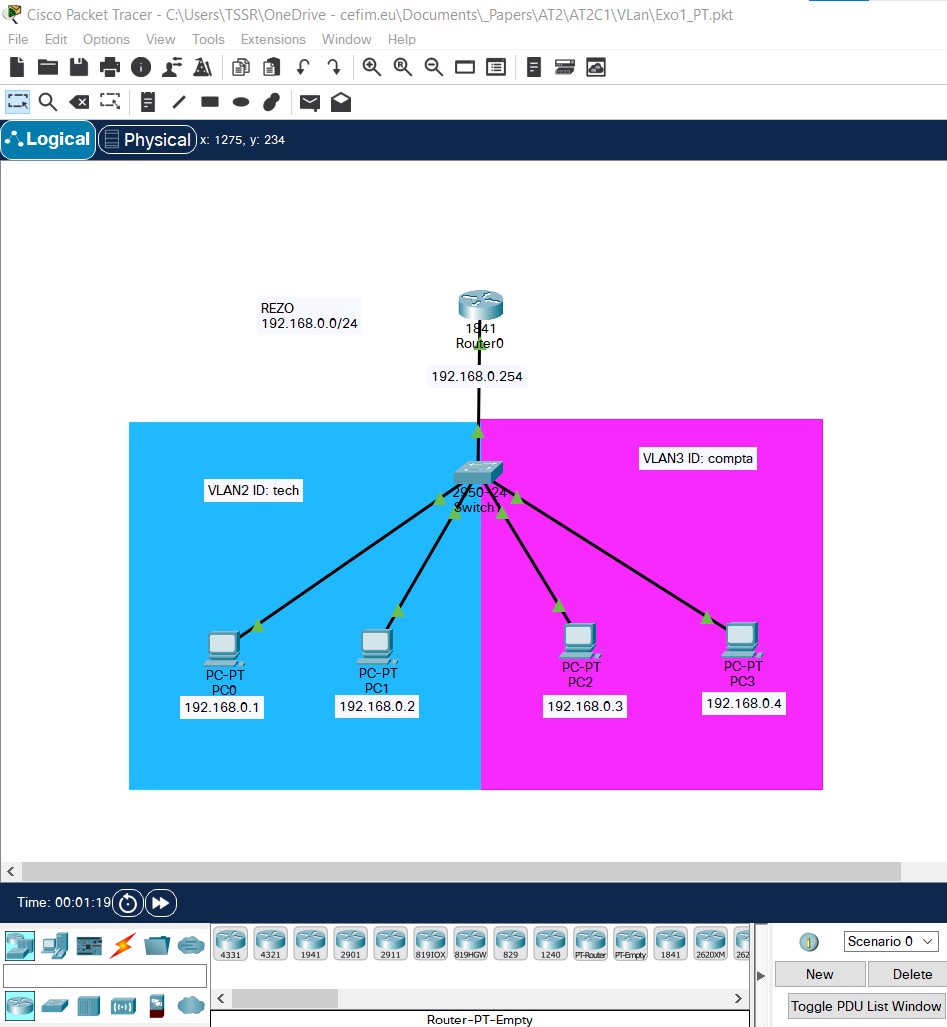 Cisco Packet Tracer - C:\Users\TSSR\OneDrive - cefim.eu\Documents\_Papers\AT2\AT2C1\VLan\Exo1_PT.pkt
File Edit Options View Tools Extensions Window Help
Logical Physical x: 1275, y: 234
REZO
192.168.0.0/24
1841
Router0
192.168.0.254
VLAN3 ID: compta
VLAN2 ID: tech
2950-24
Switch
PC-PT
PC0
192.168.0.1
PC-PT
PC1
192.168.0.2
PC-PT
PC2
192.168.0.3
PC-PT
PC3
192.168.0.4
Time: 00:01:19
4331 4321 1941 2901 2911 819IOX 819HGW 829 1240 PT-Router PT-Empty 1841 2620XM 262
Scenario 0
New Delete
Toggle PDU List Window
Router-PT-Empty